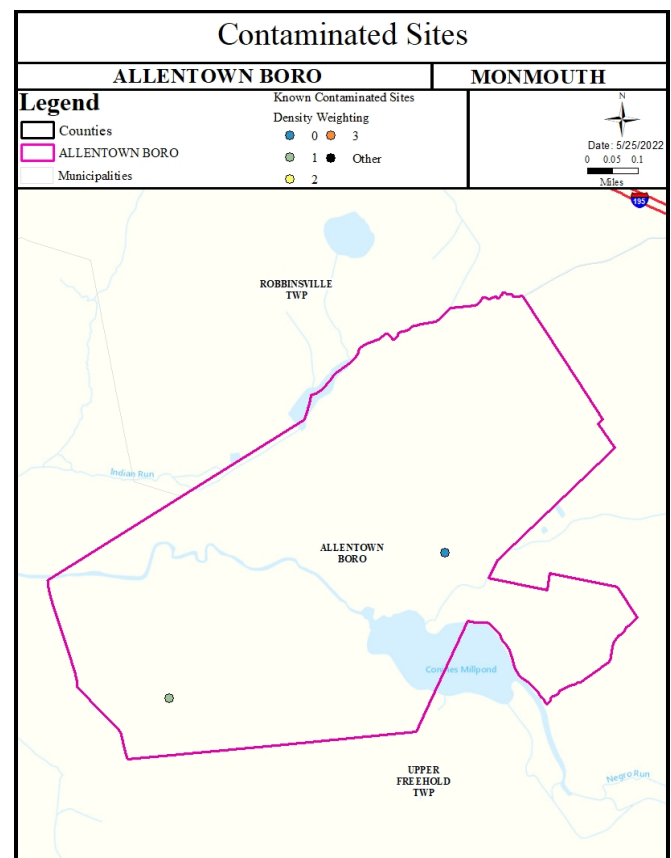 Contaminated Sites
ALLENTOWN BORO
MONMOUTH
Legend
Counties
ALLENTOWN BORO
Municipalities
Known Contaminated Sites
Density Weighting
0
3
1
Other
2
N
Date: 5/25/2022
0 0.05 0.1
Miles
195
ROBBINSVILLE
TWP
Indian Run
ALLENTOWN
BORO
Conines Millpond
UPPER
FREEHOLD
TWP
Negro Run